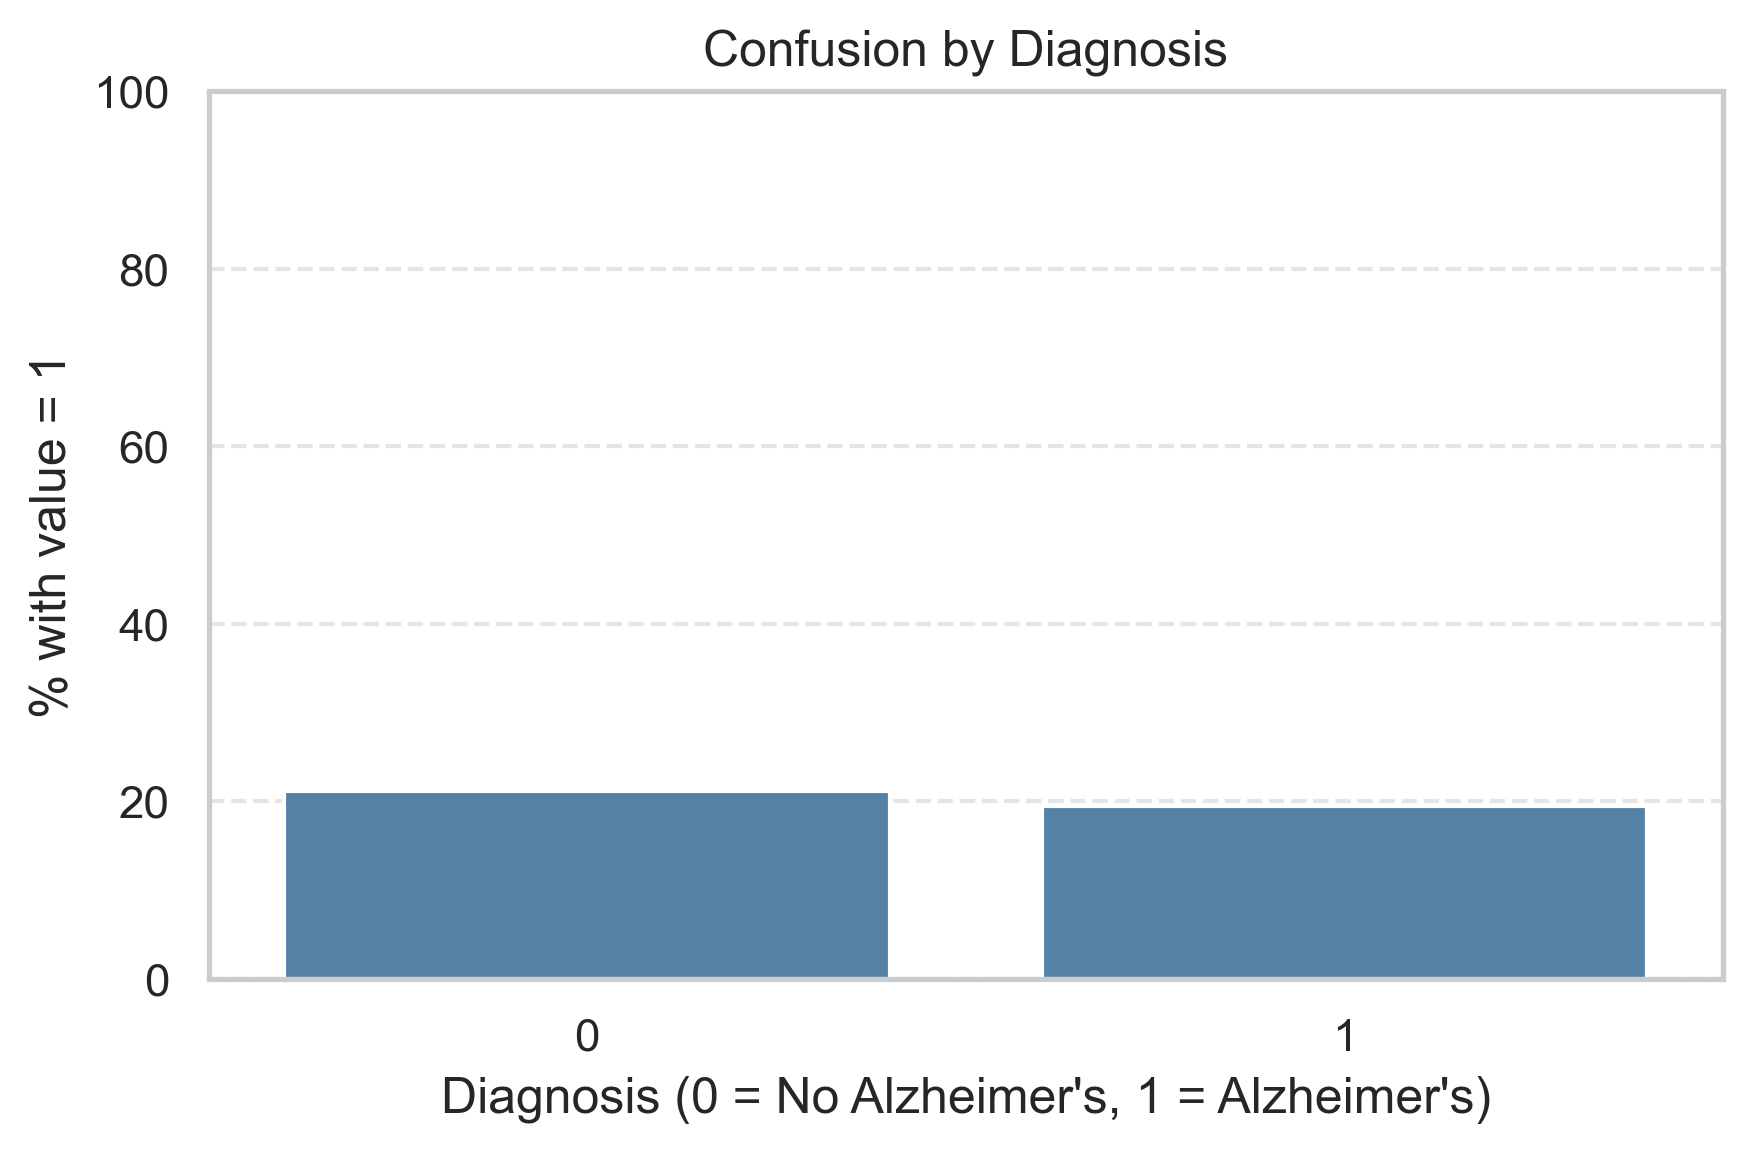 Confusion by Diagnosis
100
80
60
40
20
0
% with value = 1
0 1
Diagnosis (0 = No Alzheimer's, 1 = Alzheimer's)